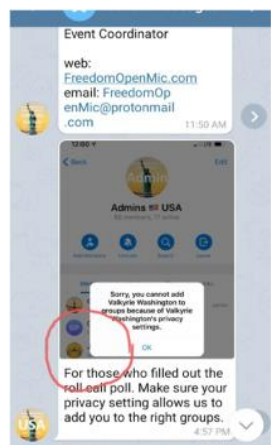 Event Coordinator
web:
FreedomOpenMic.com
email: FreedomOp
enMic@protonmail
.com
11:50 AM
12:00
Back
Edit
Admin
Admins USA
Sorry, you cannot add
Valkyrie Washington to
groups because of Valkyrie
Washington's privacy
settings.
OK
For those who filled out the
roll call poll. Make sure your
privacy setting allows us to
add you to the right groups.
USA
4:57 PM